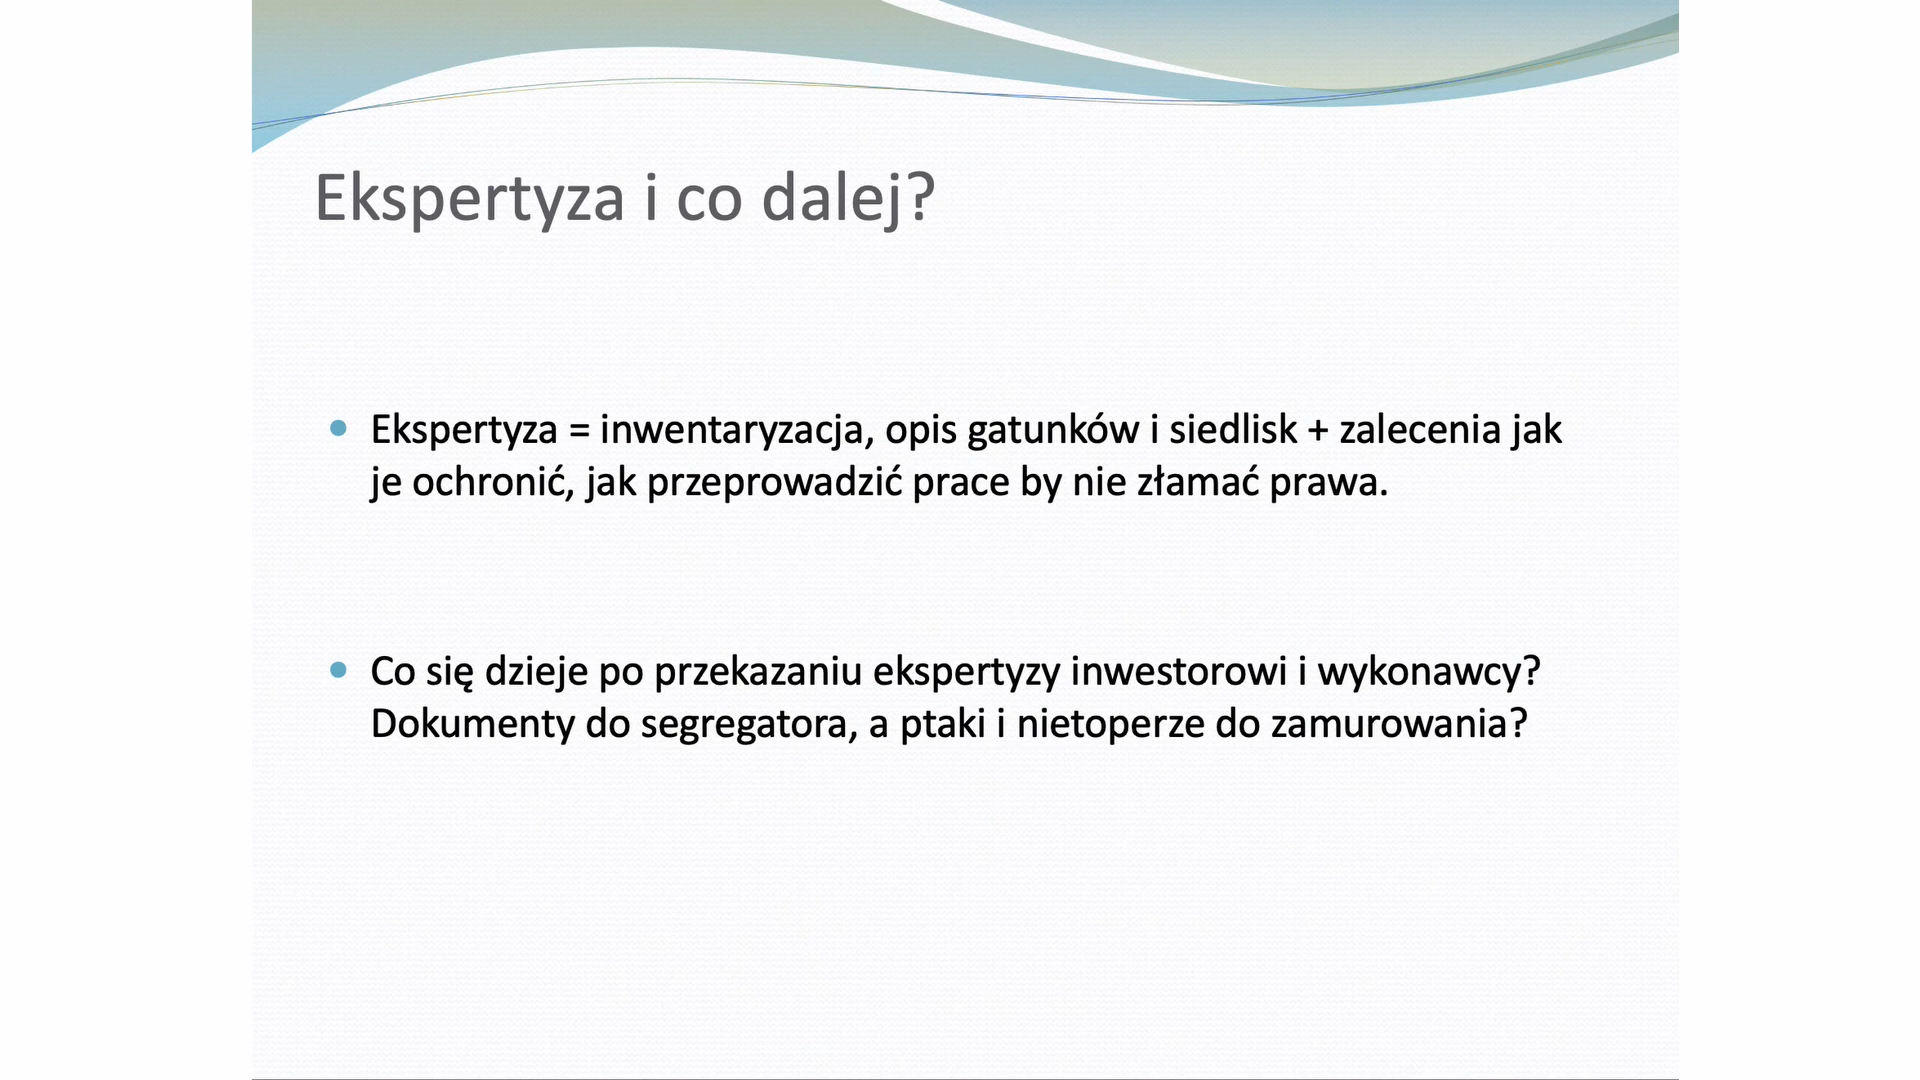 Ekspertyza i co dalej?
• Ekspertyza = inwentaryzacja, opis gatunków i siedlisk + zalecenia jak
je ochronić, jak przeprowadzić prace by nie złamać prawa.
• Co się dzieje po przekazaniu ekspertyzy inwestorowi i wykonawcy?
Dokumenty do segregatora, a ptaki i nietoperze do zamurowania?